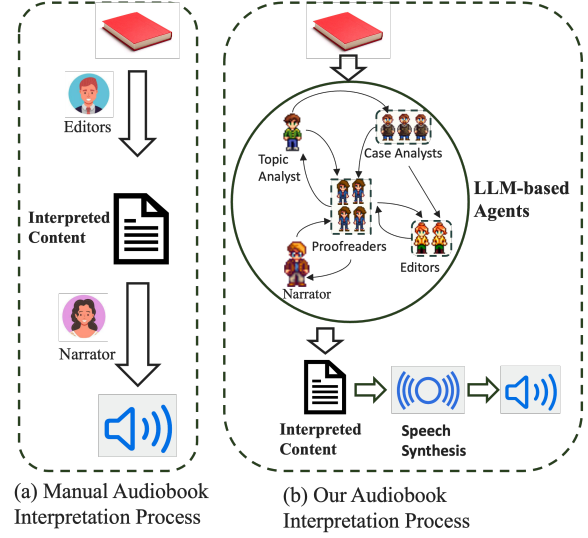 Editors
Interpreted
Content
Narrator
(a) Manual Audiobook
Interpretation Process
Topic
Analyst
Case Analysts
Proofreaders
Editors
Narrator
LLM-based
Agents
Interpreted
Content
Speech
Synthesis
(b) Our Audiobook
Interpretation Process